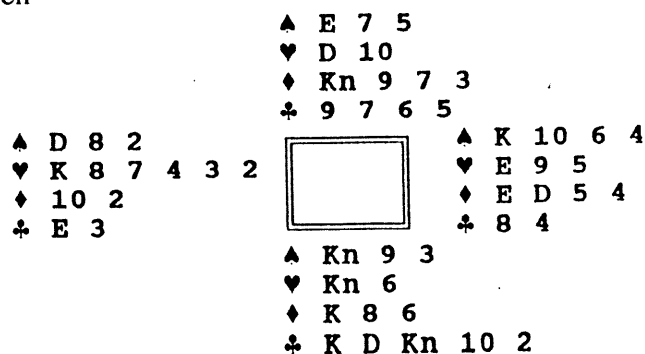 en
♠ E 7 5
♥ D 10
♦ Kn 9 7 3
♣ 9 7 6 5
♠ D 8 2
♥ K 8 7 4 3 2
♦ 10 2
♣ E 3
♠ K 10 6 4
♥ E 9 5
♦ E D 5 4
♣ 8 4
♠ Kn 9 3
♥ Kn 6
♦ K 8 6
♣ K D Kn 10 2